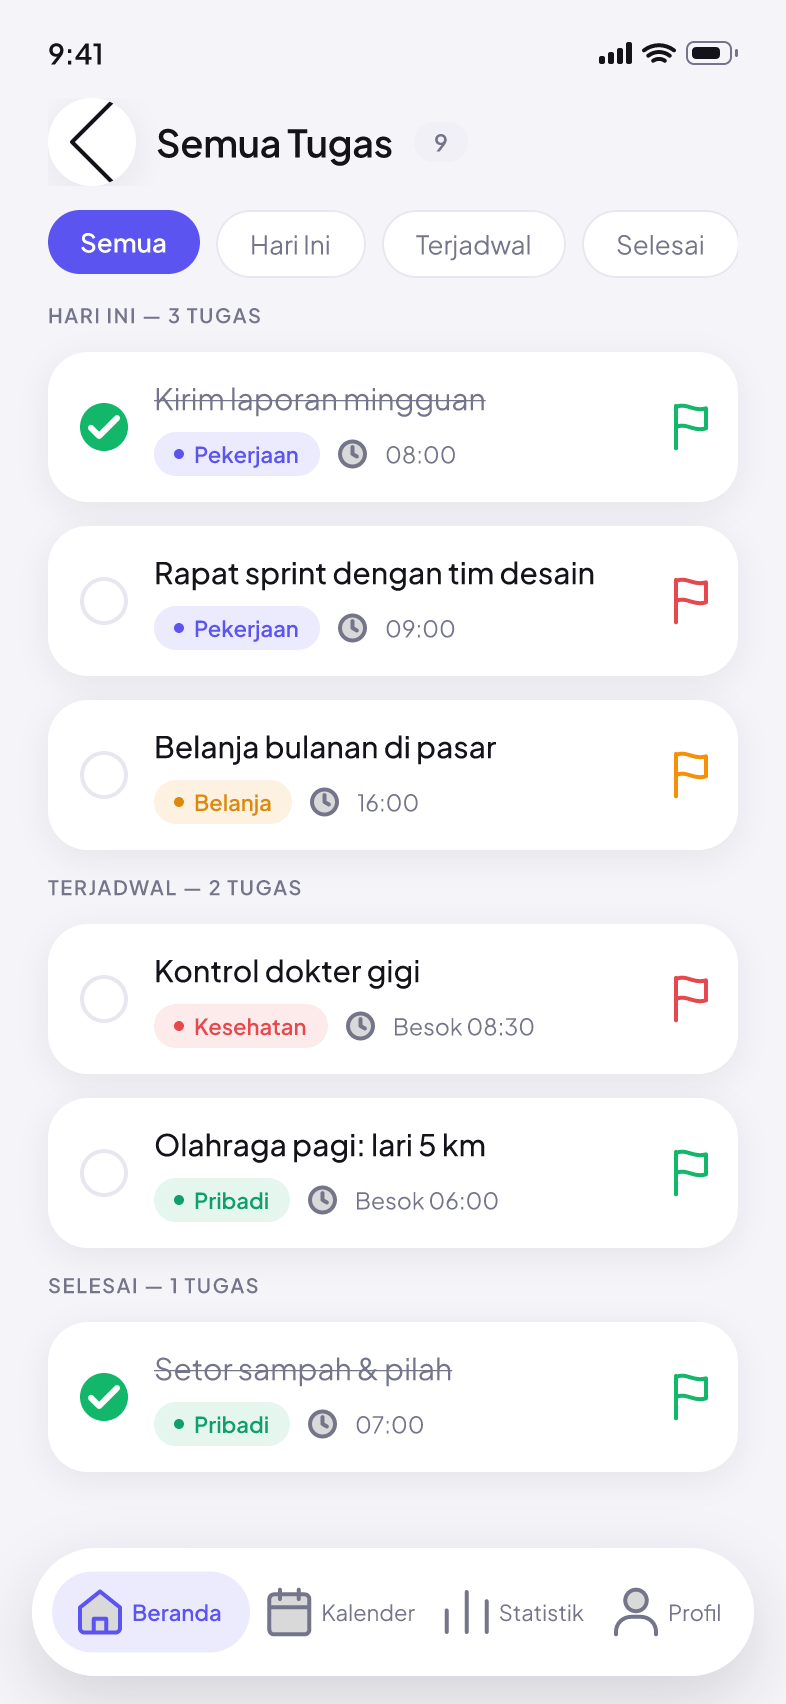 9:41
Semua Tugas 9
Semua Hari Ini Terjadwal Selesai
HARI INI — 3 TUGAS
Kirim laporan mingguan
Pekerjaan 08:00
Rapat sprint dengan tim desain
Pekerjaan 09:00
Belanja bulanan di pasar
Belanja 16:00
TERJADWAL — 2 TUGAS
Kontrol dokter gigi
Kesehatan Besok 08:30
Olahraga pagi: lari 5 km
Pribadi Besok 06:00
SELESAI — 1 TUGAS
Setor sampah & pilah
Pribadi 07:00
Beranda Kalender Statistik Profil